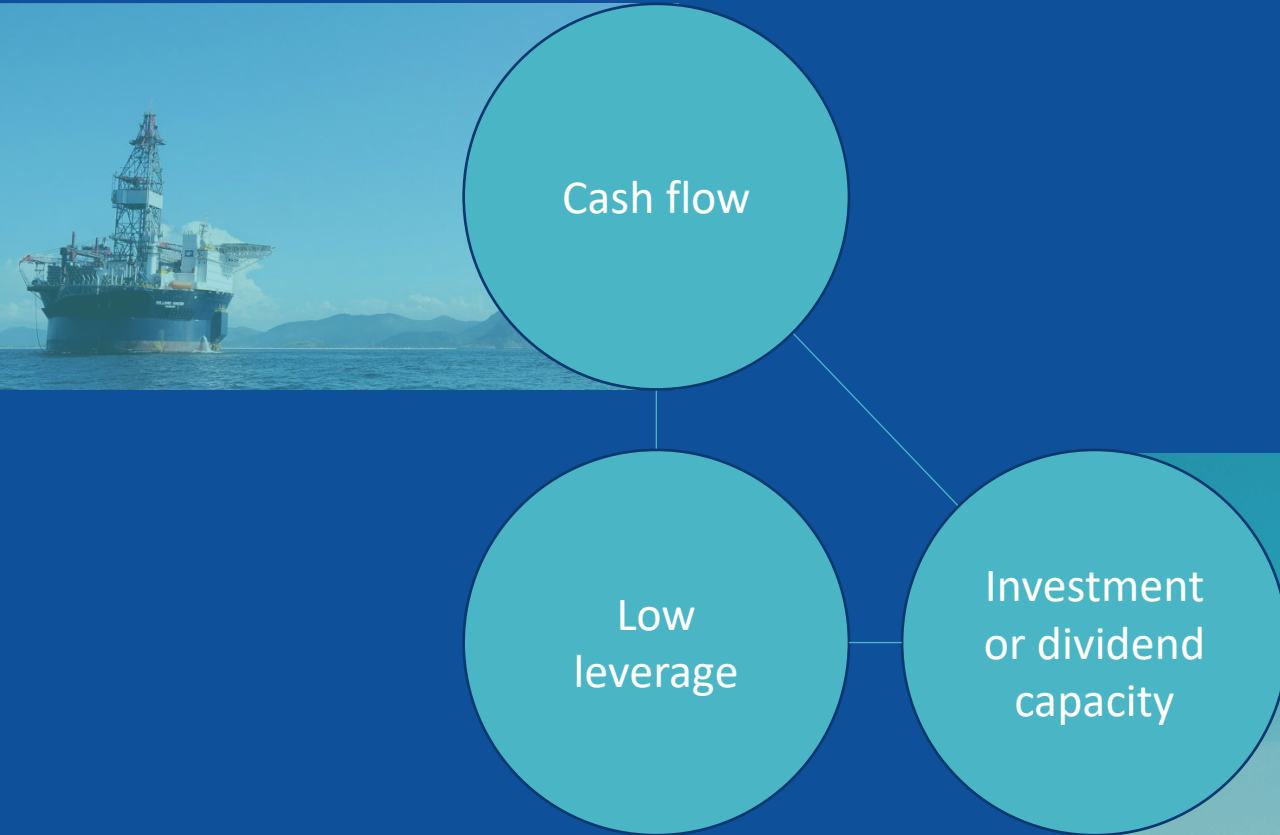 Cash flow
Low
leverage
Investment
or dividend
capacity